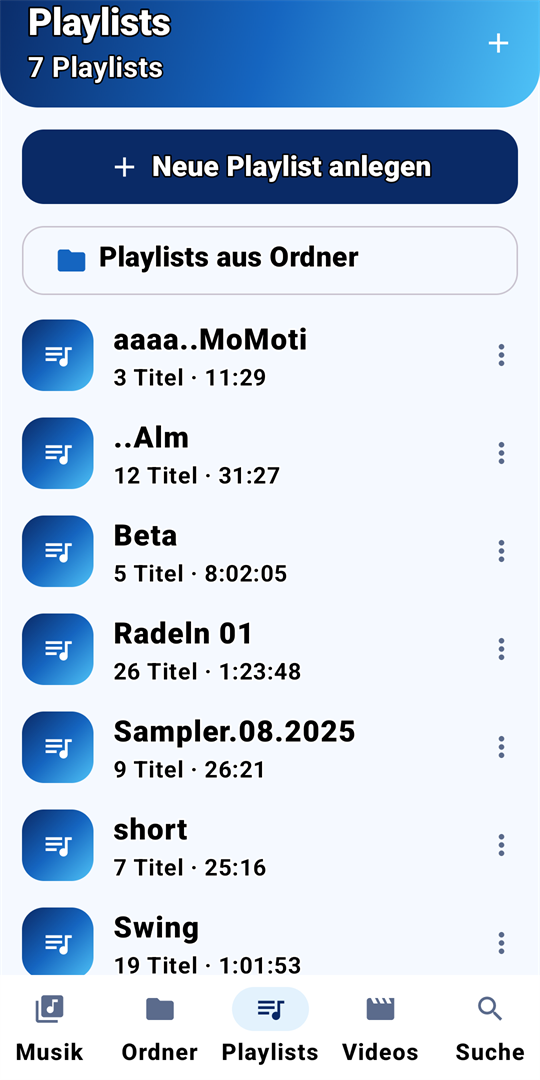 Playlists
7 Playlists
+ Neue Playlist anlegen
Playlists aus Ordner
aaaa..MoMoti
3 Titel · 11:29
..Alm
12 Titel · 31:27
Beta
5 Titel · 8:02:05
Radeln 01
26 Titel · 1:23:48
Sampler.08.2025
9 Titel · 26:21
short
7 Titel · 25:16
Swing
19 Titel · 1:01:53
Musik Ordner Playlists Videos Suche